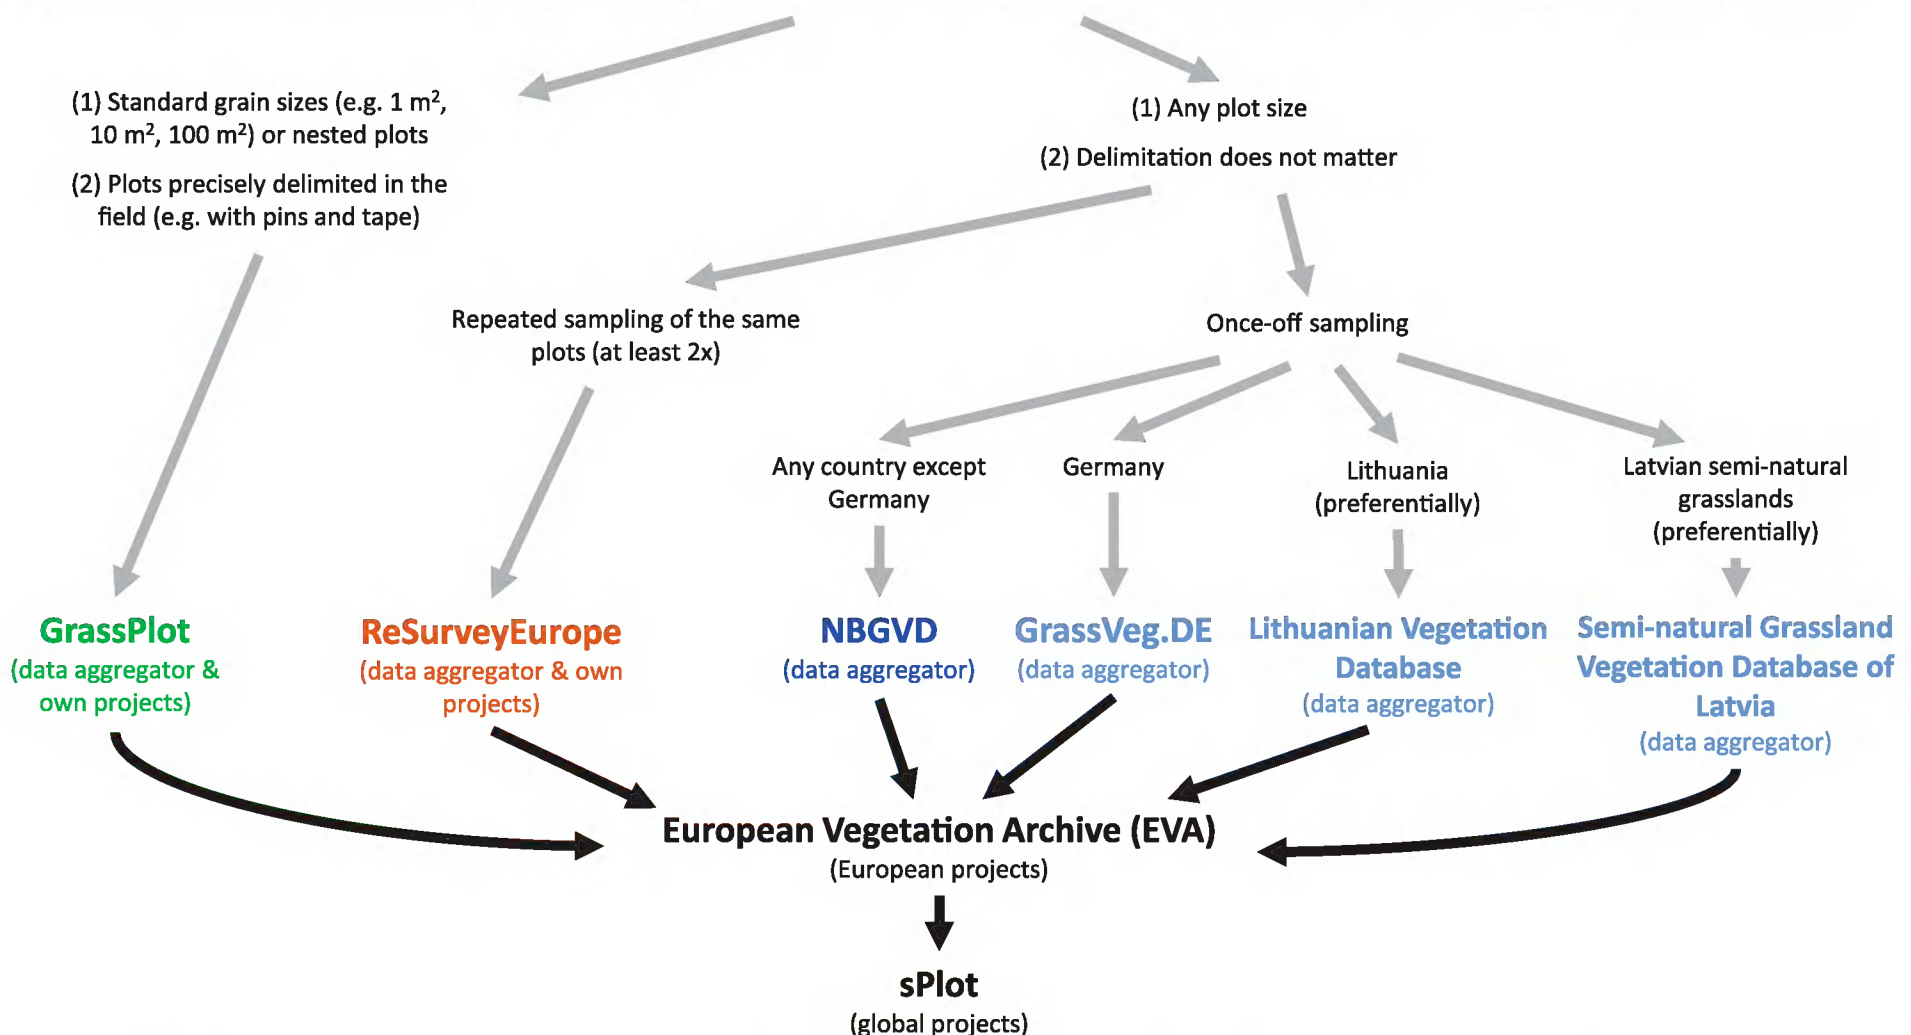 (1) Standard grain sizes (e.g. 1 m²,
10 m², 100 m²) or nested plots
(2) Plots precisely delimited in the
field (e.g. with pins and tape)
(1) Any plot size
(2) Delimitation does not matter
Repeated sampling of the same
plots (at least 2x)
Once-off sampling
Any country except
Germany
Germany
Lithuania
(preferentially)
Latvian semi-natural
grasslands
(preferentially)
GrassPlot
(data aggregator &
own projects)
ReSurveyEurope
(data aggregator & own
projects)
NBGVD
(data aggregator)
GrassVeg.DE
(data aggregator)
Lithuanian Vegetation
Database
(data aggregator)
Semi-natural Grassland
Vegetation Database of
Latvia
(data aggregator)
European Vegetation Archive (EVA)
(European projects)
sPlot
(global projects)